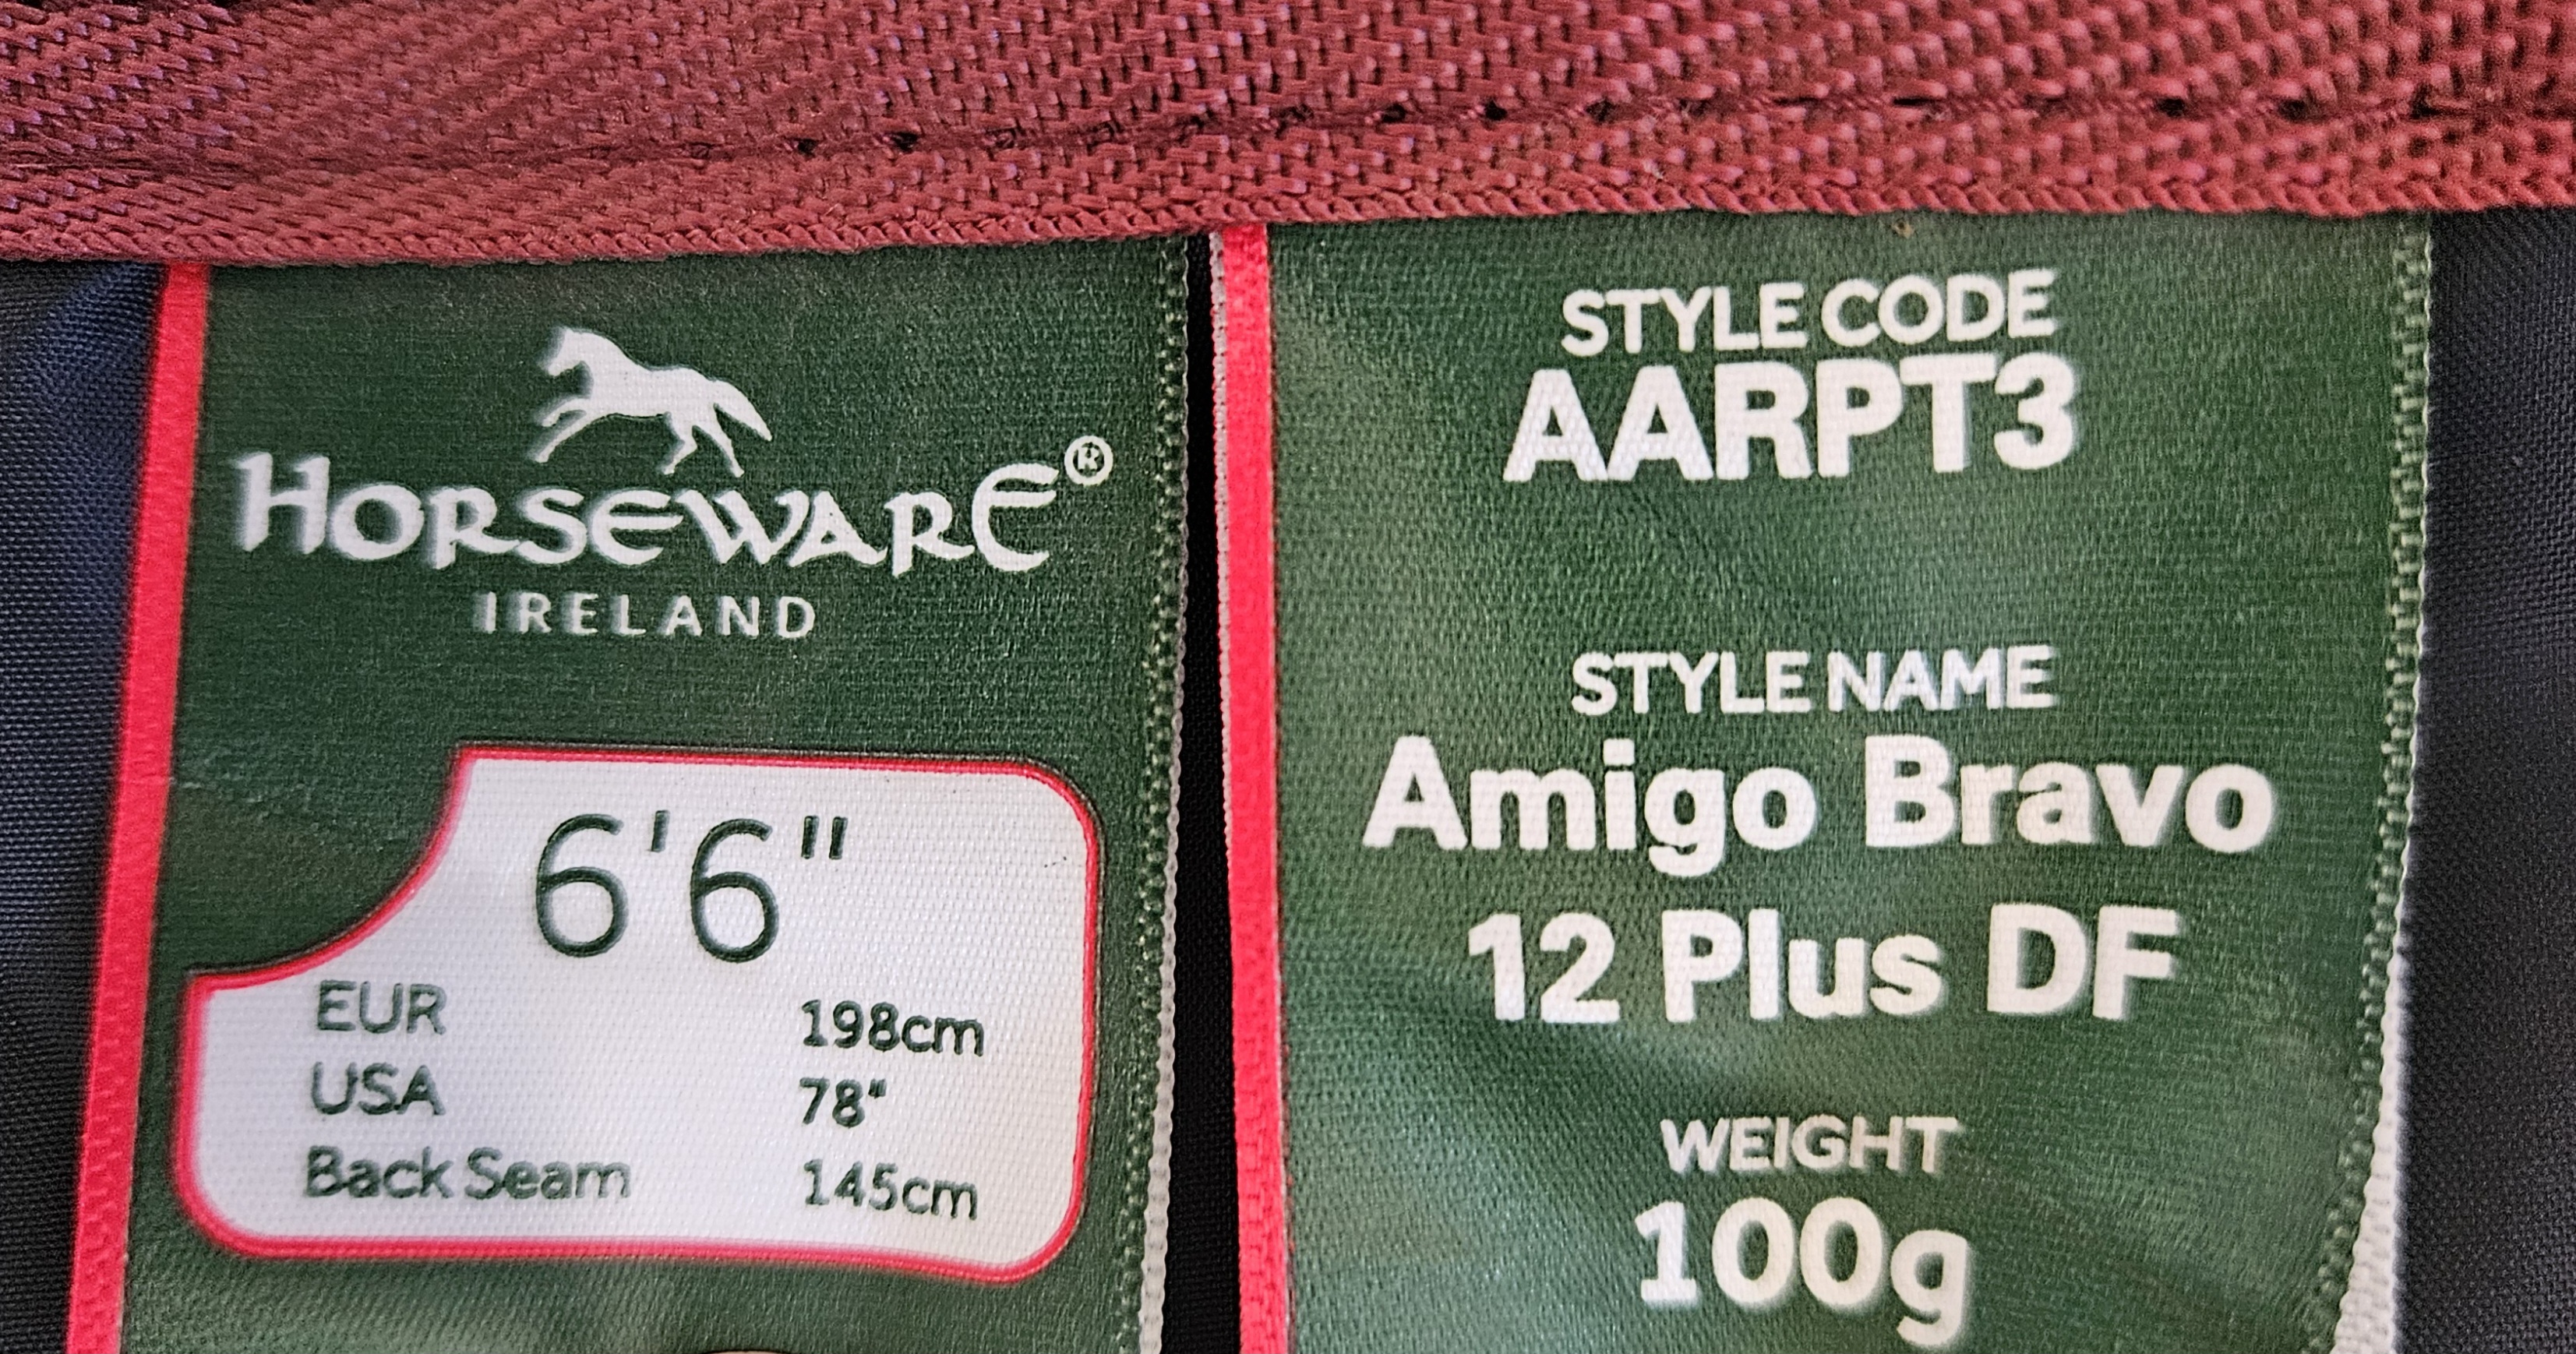 HORSEWARE®
IRELAND
6'6"
EUR 198cm
USA 78"
Back Seam 145cm
STYLE CODE
AARPT3
STYLE NAME
Amigo Bravo
12 Plus DF
WEIGHT
100g